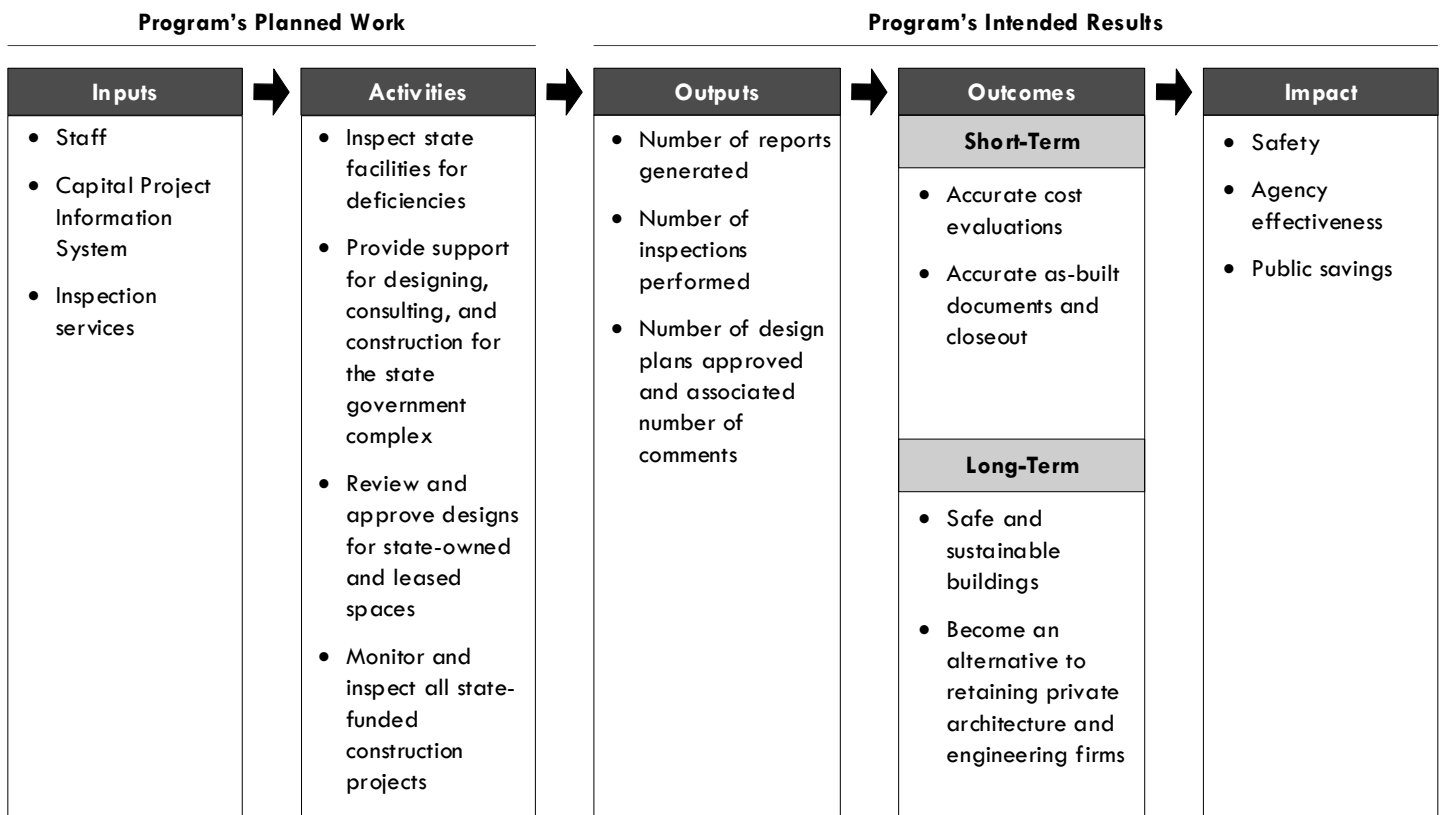 Program's Planned Work
Program's Intended Results
Inputs
• Staff
• Capital Project
Information
System
• Inspection
services
Activities
• Inspect state
facilities for
deficiencies
• Provide support
for designing,
consulting, and
construction for
the state
government
complex
• Review and
approve designs
for state-owned
and leased
spaces
• Monitor and
inspect all state-
funded
construction
projects
Outputs
• Number of reports
generated
• Number of
inspections
performed
• Number of design
plans approved
and associated
number of
comments
Outcomes
Short-Term
• Accurate cost
evaluations
• Accurate as-built
documents and
closeout
Long-Term
• Safe and
sustainable
buildings
• Become an
alternative to
retaining private
architecture and
engineering firms
Impact
• Safety
• Agency
effectiveness
• Public savings